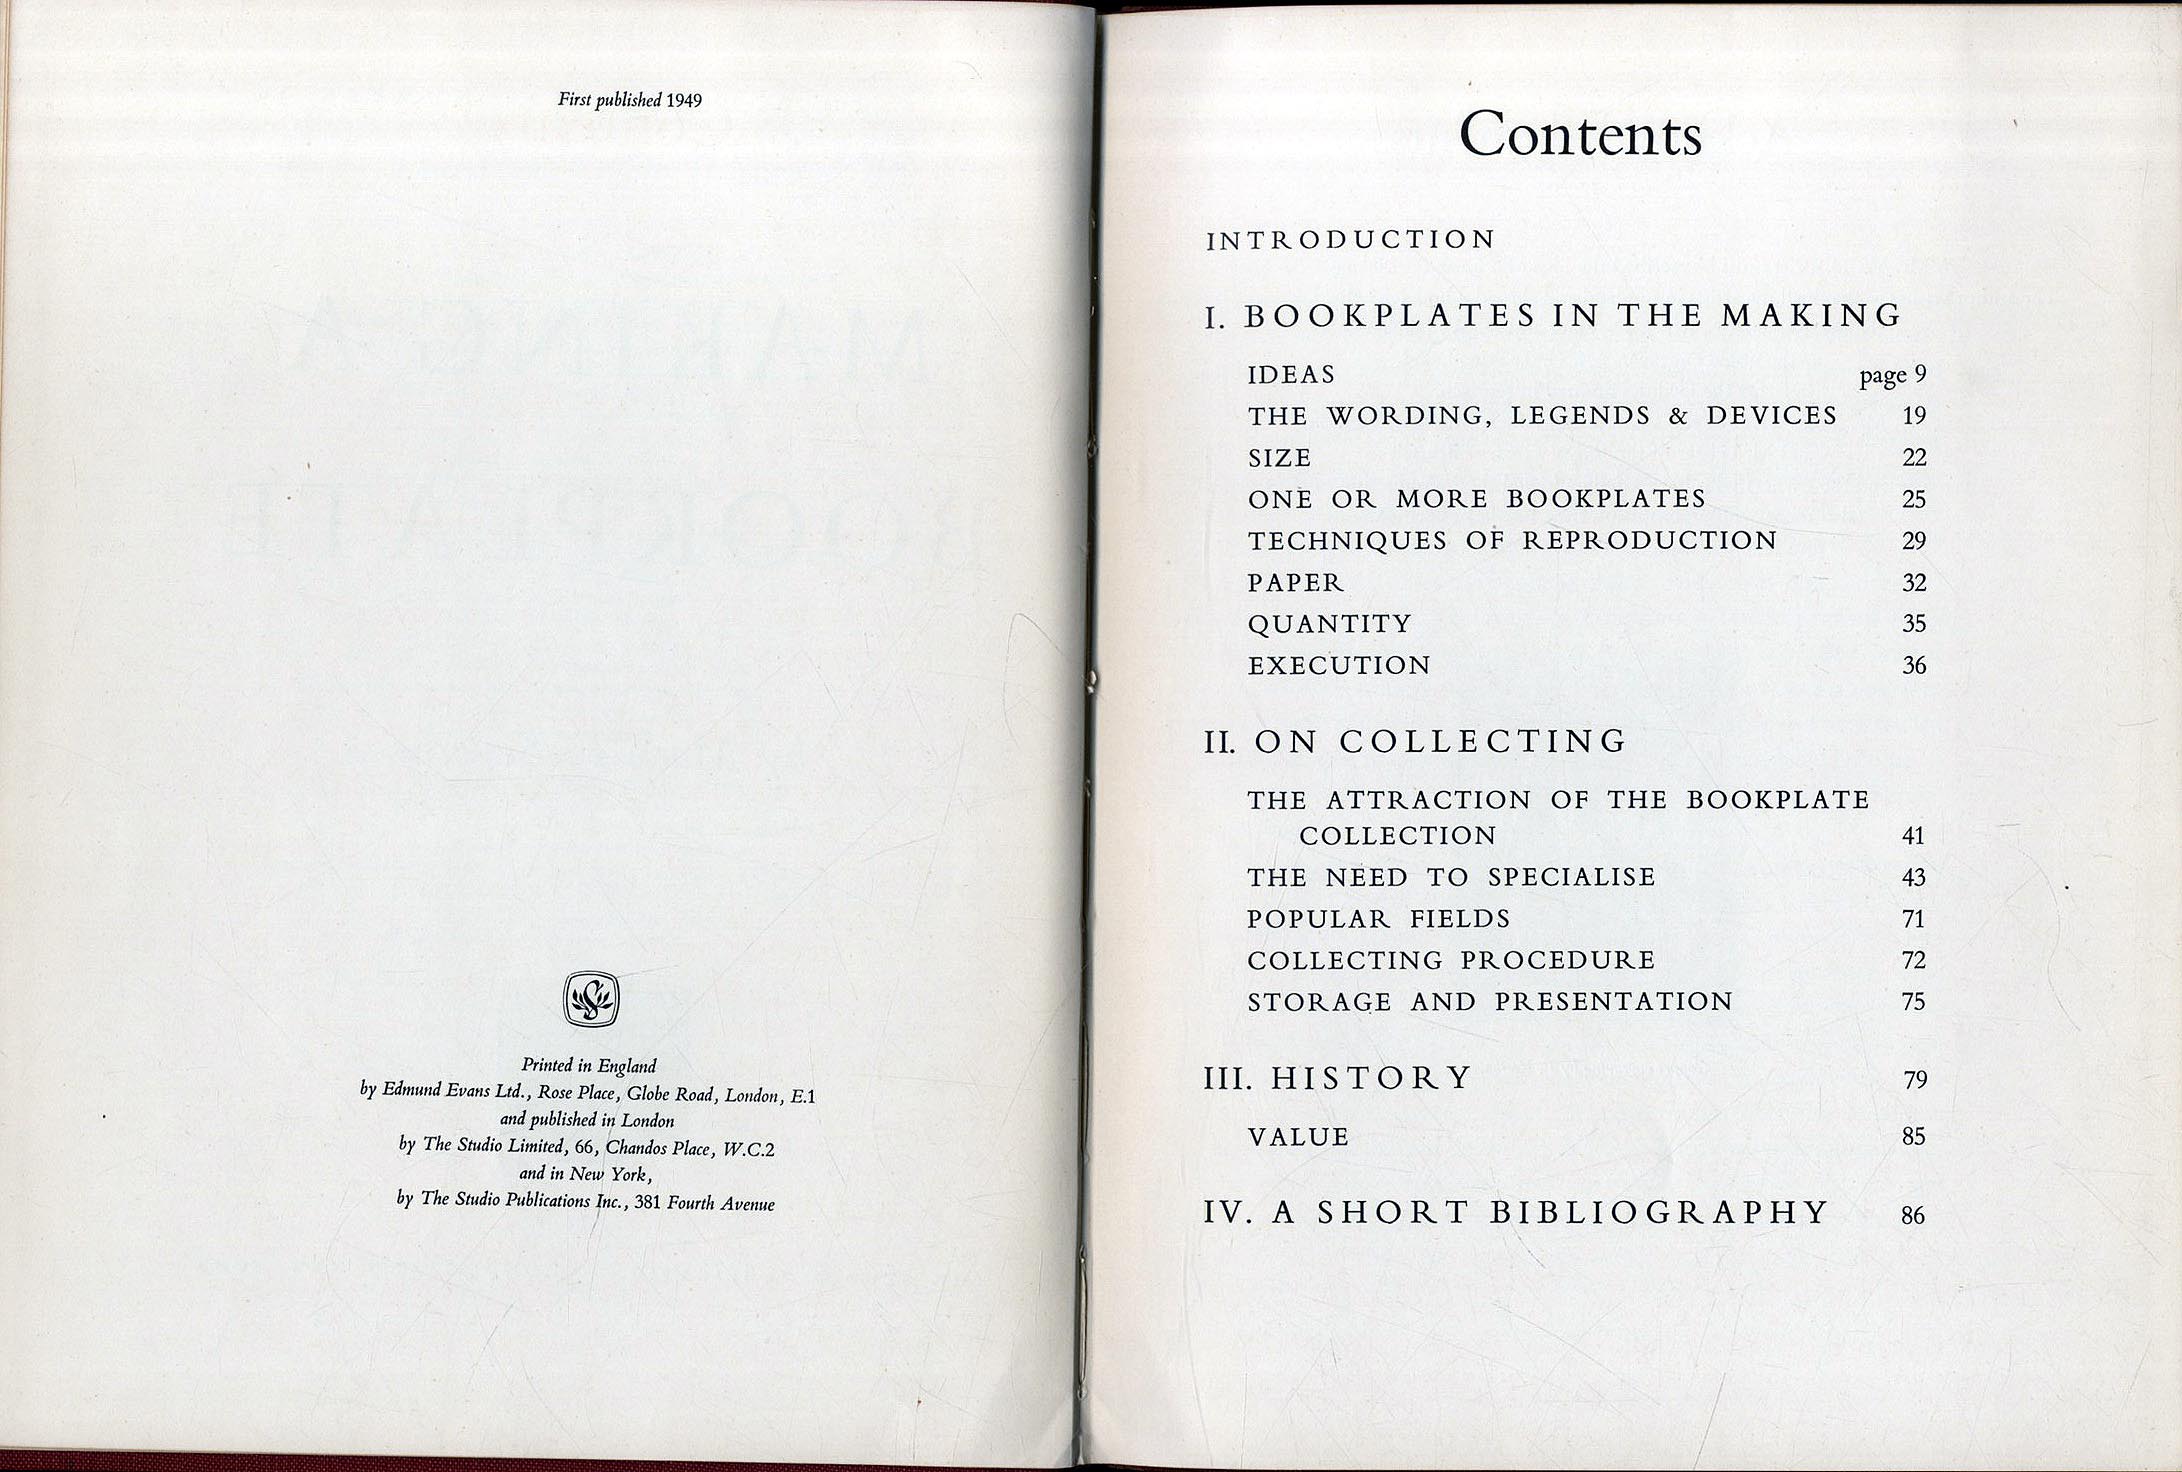 First published 1949
Printed in England
by Edmund Evans Ltd., Rose Place, Globe Road, London, E.1
and published in London
by The Studio Limited, 66, Chandos Place, W.C.2
and in New York,
by The Studio Publications Inc., 381 Fourth Avenue
Contents
INTRODUCTION
I. BOOKPLATES IN THE MAKING
IDEAS page 9
THE WORDING, LEGENDS & DEVICES 19
SIZE 22
ONE OR MORE BOOKPLATES 25
TECHNIQUES OF REPRODUCTION 29
PAPER 32
QUANTITY 35
EXECUTION 36
II. ON COLLECTING
THE ATTRACTION OF THE BOOKPLATE
COLLECTION 41
THE NEED TO SPECIALISE 43
POPULAR FIELDS 71
COLLECTING PROCEDURE 72
STORAGE AND PRESENTATION 75
III. HISTORY 79
VALUE 85
IV. A SHORT BIBLIOGRAPHY 86